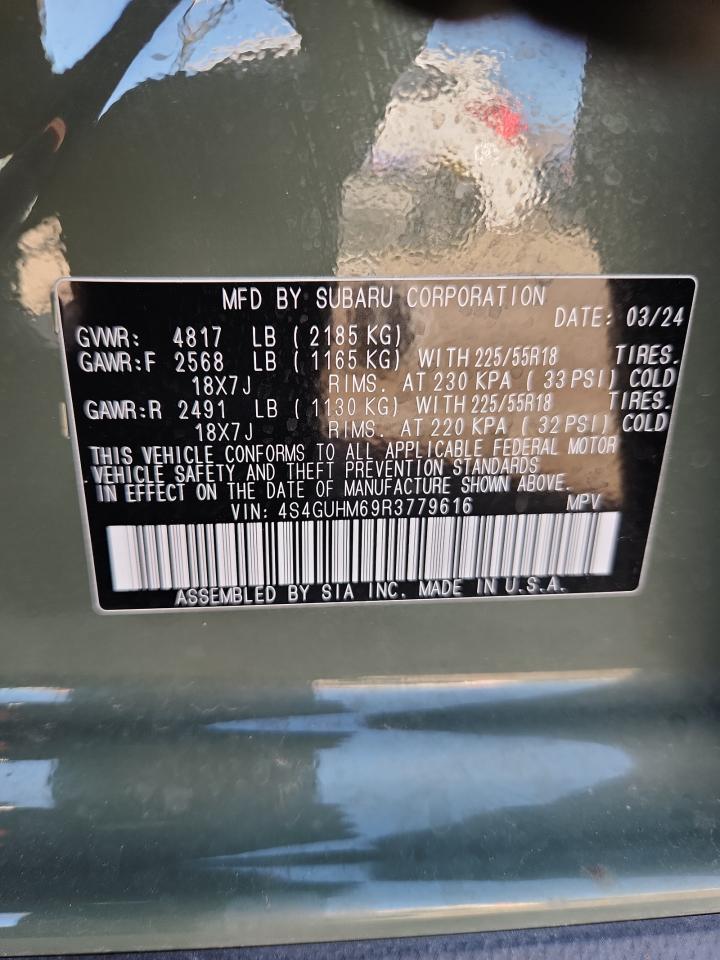 MFD BY SUBARU CORPORATION
DATE: 03/24
GVWR: 4817 LB ( 2185 KG)
GAWR:F 2568 LB ( 1165 KG) WITH 225/55R18 TIRES.
18X7J RIMS. AT 230 KPA ( 33 PSI) COLD
GAWR:R 2491 LB ( 1130 KG) WITH 225/55R18 TIRES.
18X7J RIMS. AT 220 KPA ( 32 PSI) COLD
THIS VEHICLE CONFORMS TO ALL APPLICABLE FEDERAL MOTOR
VEHICLE SAFETY AND THEFT PREVENTION STANDARDS
IN EFFECT ON THE DATE OF MANUFACTURE SHOWN ABOVE.
VIN: 4S4GUHM69R3779616 MPV
ASSEMBLED BY SIA INC. MADE IN U.S.A.